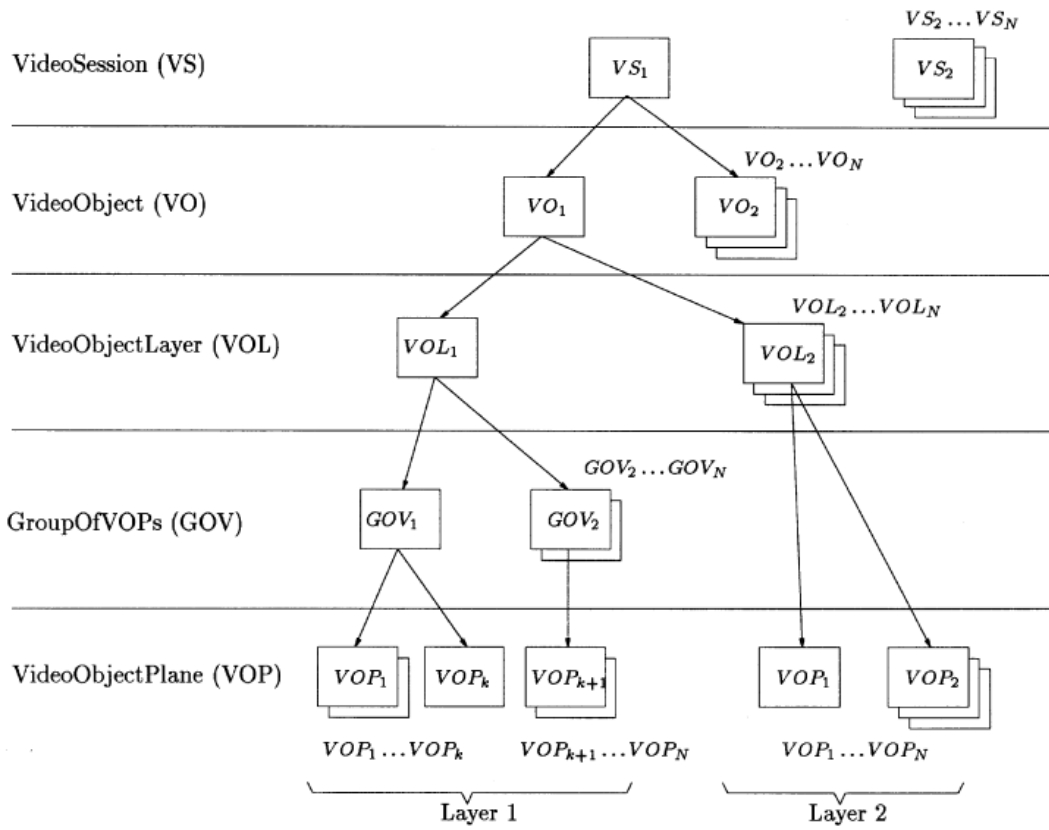 VS₂ ... VS_N
VideoSession (VS)
VS₁
VS₂
VO₂ ... VO_N
VideoObject (VO)
VO₁
VO₂
VOL₂ ... VOL_N
VideoObjectLayer (VOL)
VOL₁
VOL₂
GOV₂ ... GOV_N
GroupOfVOPs (GOV)
GOV₁
GOV₂
VideoObjectPlane (VOP)
VOP₁
VOP_k
VOP_{k+1}
VOP₁
VOP₂
VOP₁ ... VOP_k
VOP_{k+1} ... VOP_N
VOP₁ ... VOP_N
Layer 1
Layer 2